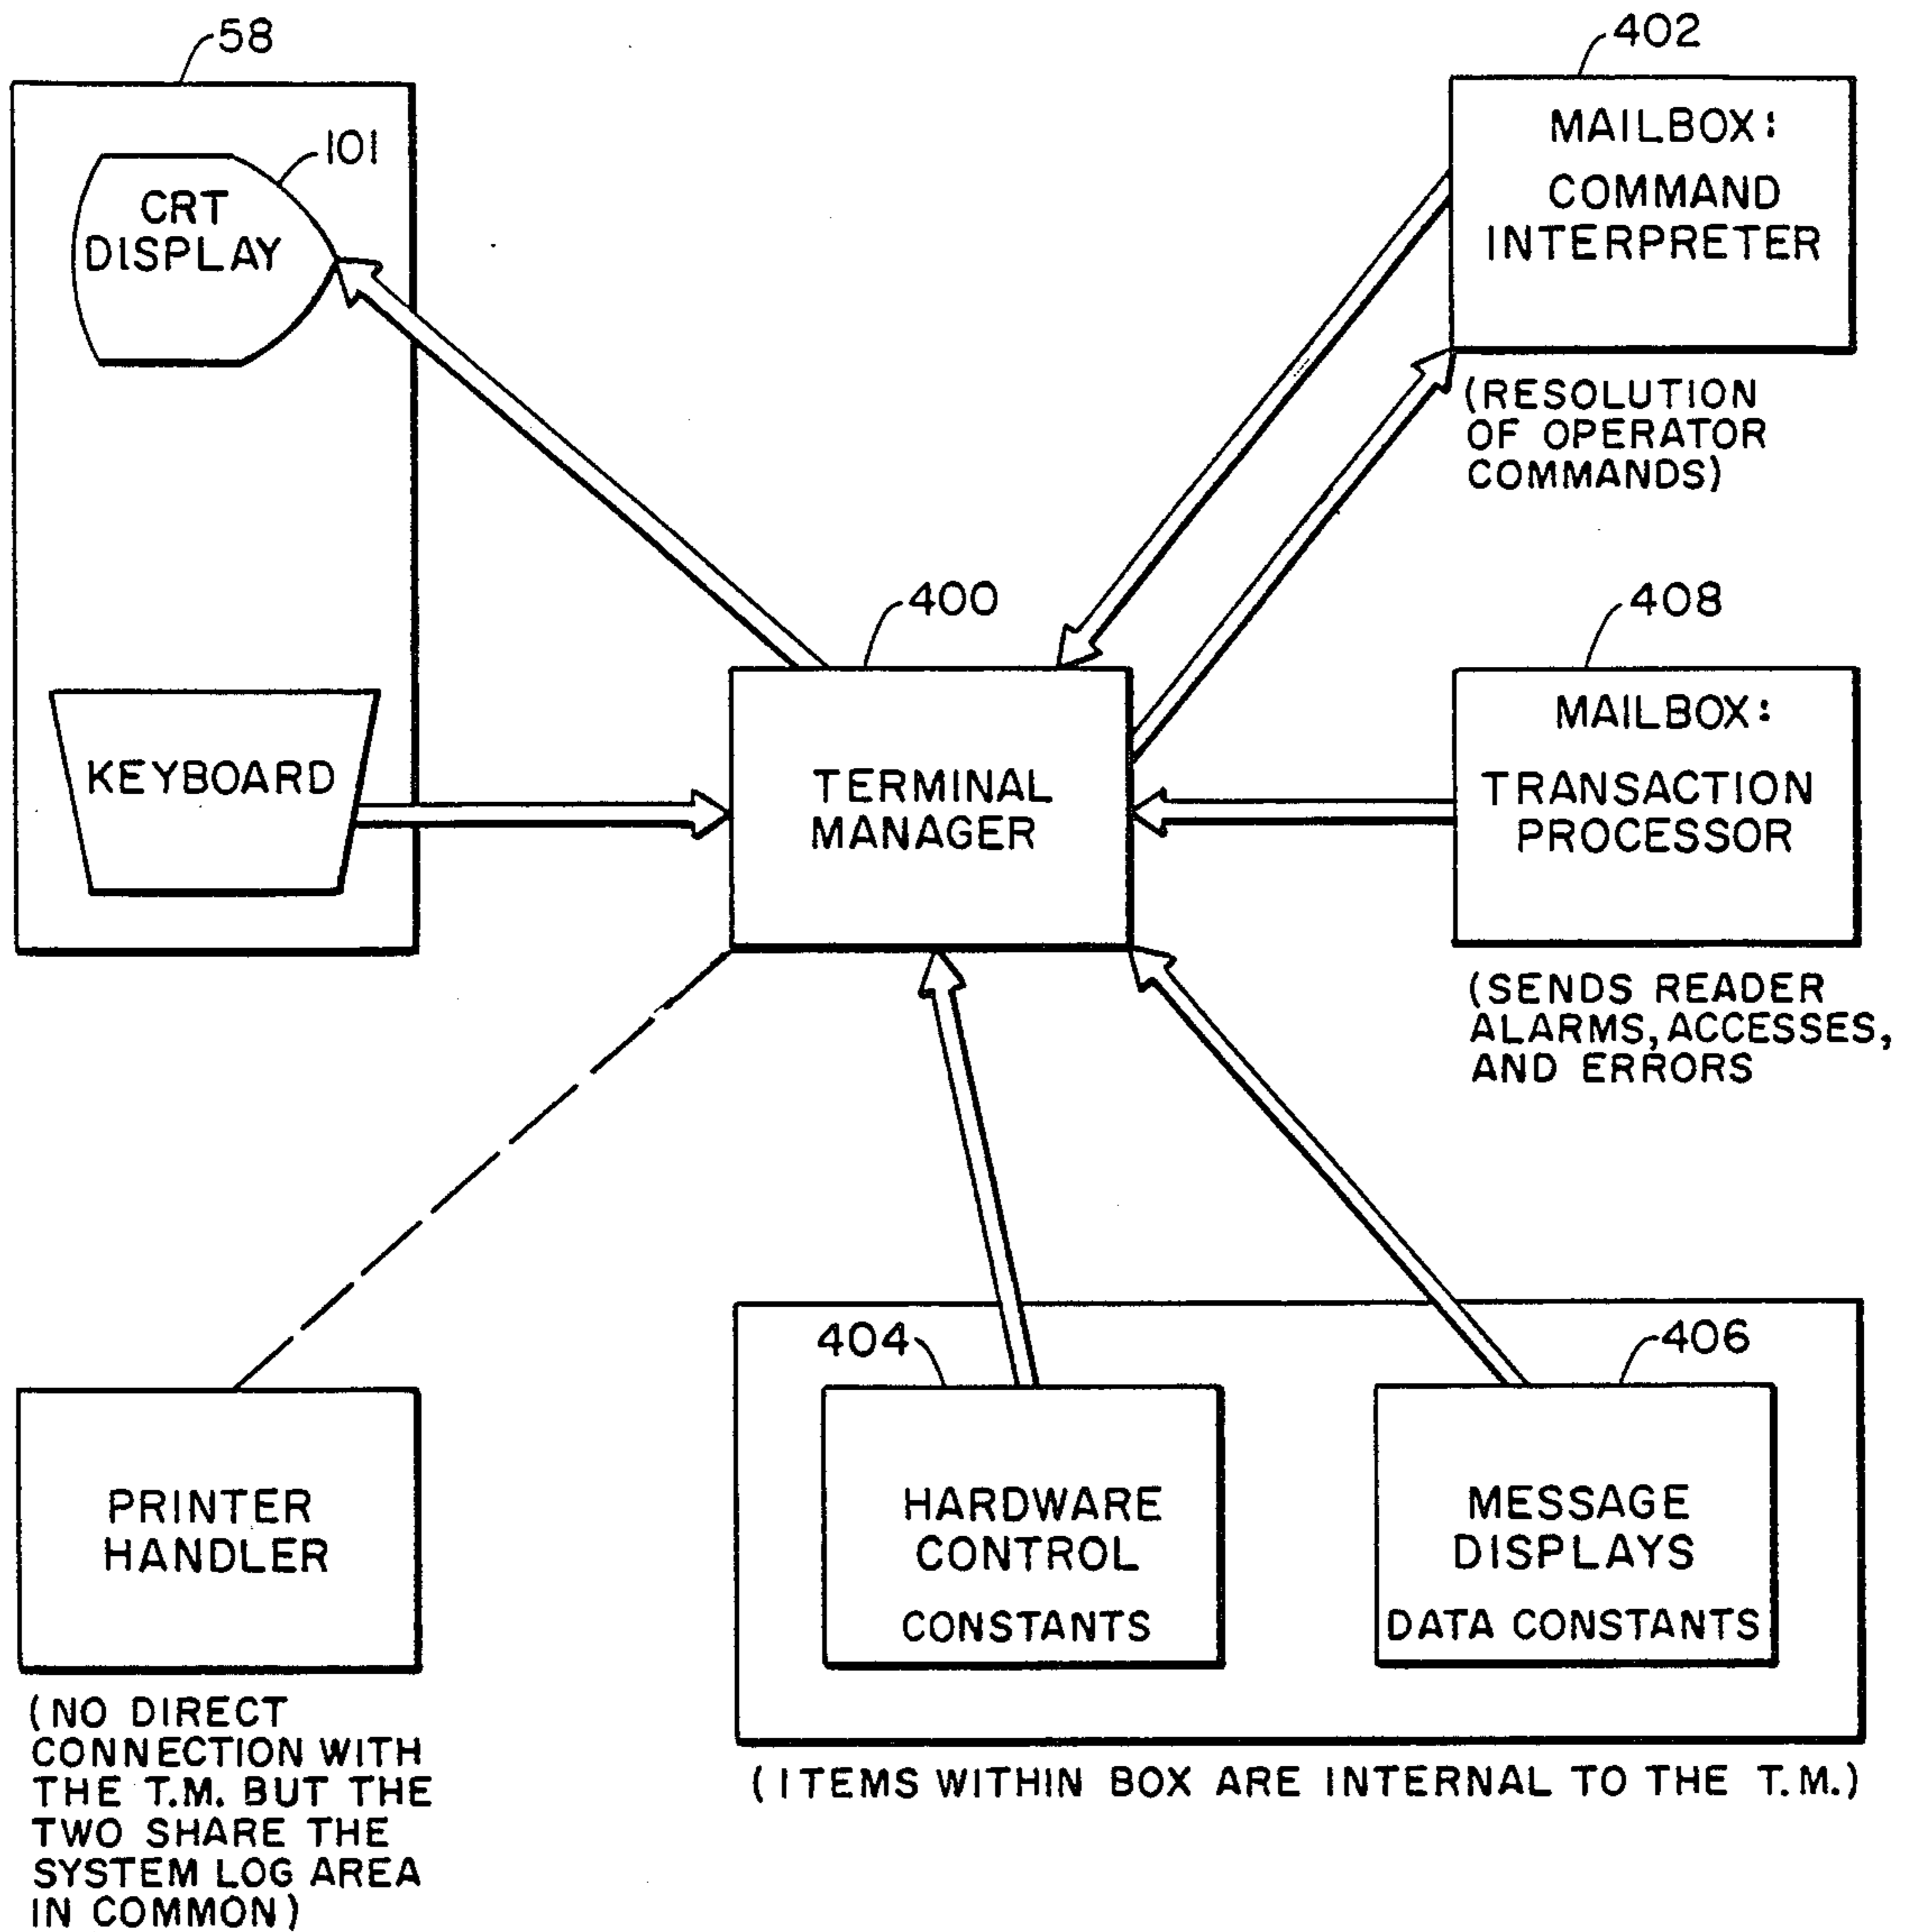 58
101
CRT
DISPLAY
KEYBOARD
402
MAILBOX:
COMMAND
INTERPRETER
(RESOLUTION
OF OPERATOR
COMMANDS)
400
TERMINAL
MANAGER
408
MAILBOX:
TRANSACTION
PROCESSOR
(SENDS READER
ALARMS, ACCESSES,
AND ERRORS
PRINTER
HANDLER
(NO DIRECT
CONNECTION WITH
THE T.M. BUT THE
TWO SHARE THE
SYSTEM LOG AREA
IN COMMON)
404
HARDWARE
CONTROL
CONSTANTS
406
MESSAGE
DISPLAYS
DATA CONSTANTS
(ITEMS WITHIN BOX ARE INTERNAL TO THE T.M.)